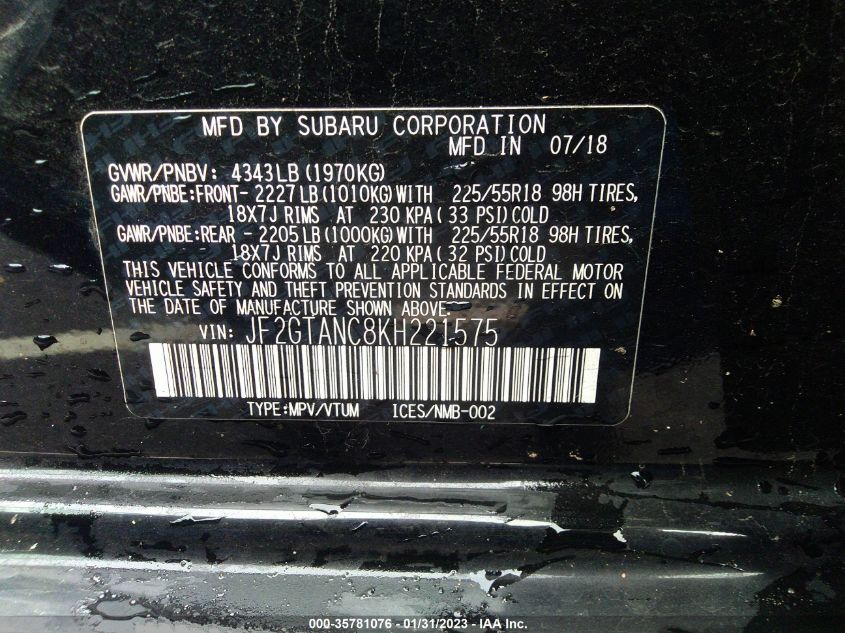 MFD BY SUBARU CORPORATION
MFD IN 07/18
GVWR/PNBV: 4343LB (1970KG)
GAWR/PNBE:FRONT- 2227 LB (1010KG) WITH 225/55R18 98H TIRES,
18X7J RIMS AT 230 KPA ( 33 PSI) COLD
GAWR/PNBE:REAR - 2205 LB (1000KG) WITH 225/55R18 98H TIRES,
18X7J RIMS AT 220 KPA ( 32 PSI) COLD
THIS VEHICLE CONFORMS TO ALL APPLICABLE FEDERAL MOTOR
VEHICLE SAFETY AND THEFT PREVENTION STANDARDS IN EFFECT ON
THE DATE OF MANUFACTURE SHOWN ABOVE.
VIN: JF2GTANC8KH221575
TYPE:MPV/VTUM ICES/NMB-002
000-35781076 - 01/31/2023 - IAA Inc.